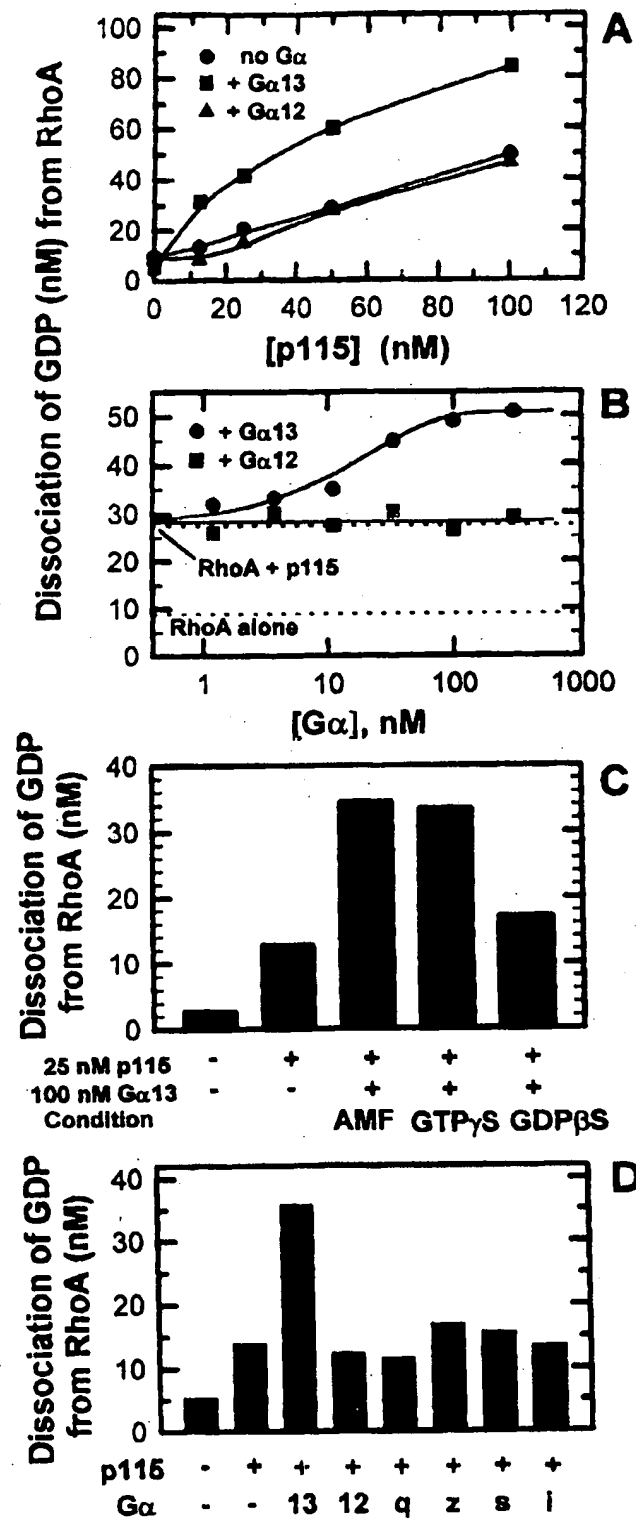 A
Dissociation of GDP (nM) from RhoA
100
80
60
40
20
0
no Gα
+ Gα13
+ Gα12
0 20 40 60 80 100 120
[p115] (nM)
B
50
40
30
20
10
0
+ Gα13
+ Gα12
RhoA + p115
RhoA alone
1 10 100 1000
[Gα], nM
C
Dissociation of GDP
from RhoA (nM)
40
30
20
10
0
25 nM p115 - + + + +
100 nM Gα13 - - + + +
Condition AMF GTPγS GDPβS
D
Dissociation of GDP
from RhoA (nM)
40
30
20
10
0
p115 - + + + + + + +
Gα - - 13 12 q z s i